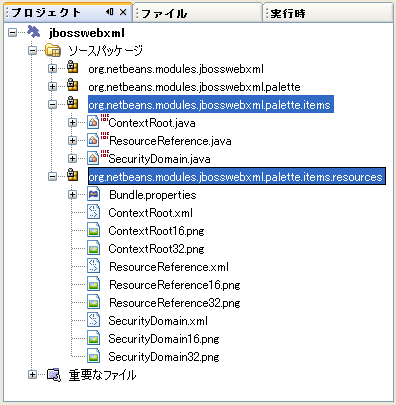 プロジェクト
ファイル
実行時
jbosswebxml
ソースパッケージ
org.netbeans.modules.jbosswebxml
org.netbeans.modules.jbosswebxml.palette
org.netbeans.modules.jbosswebxml.palette.items
ContextRoot.java
ResourceReference.java
SecurityDomain.java
org.netbeans.modules.jbosswebxml.palette.items.resources
Bundle.properties
ContextRoot.xml
ContextRoot16.png
ContextRoot32.png
ResourceReference.xml
ResourceReference16.png
ResourceReference32.png
SecurityDomain.xml
SecurityDomain16.png
SecurityDomain32.png
重要なファイル